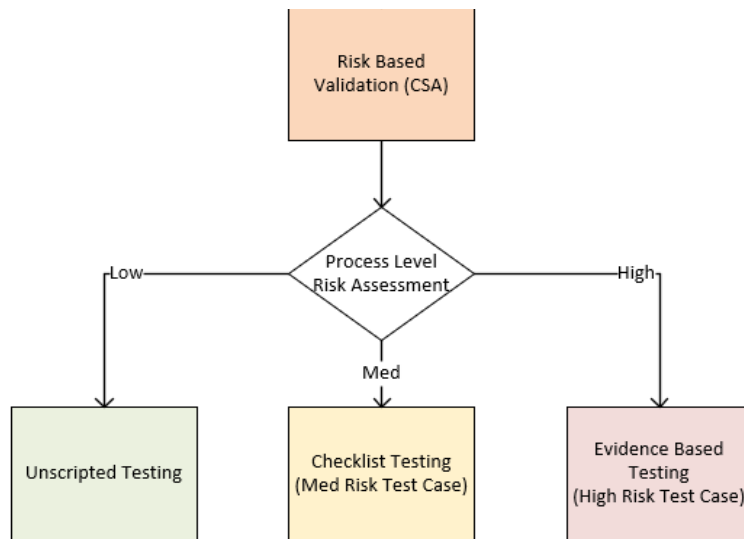 Risk Based
Validation (CSA)
Process Level
Risk Assessment
Low
High
Med
Unscripted Testing
Checklist Testing
(Med Risk Test Case)
Evidence Based
Testing
(High Risk Test Case)